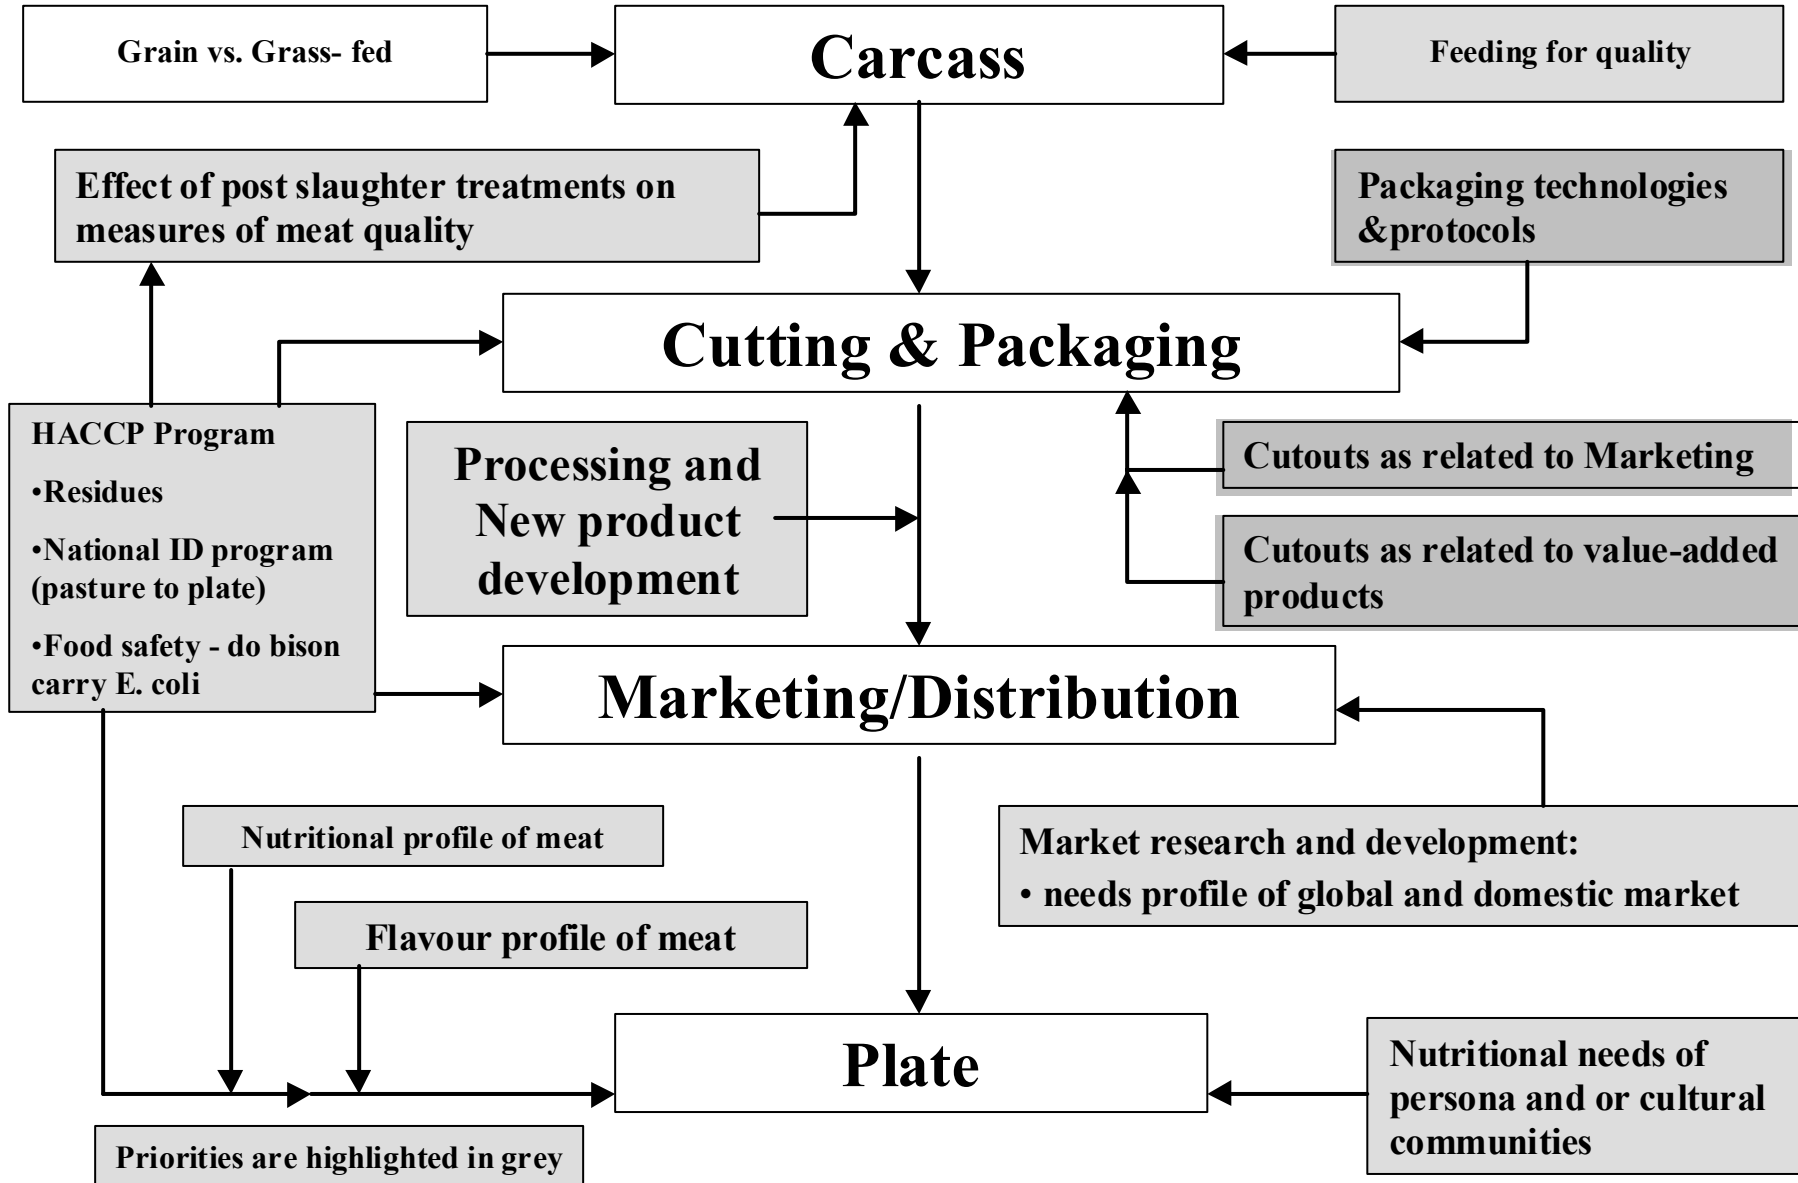 Grain vs. Grass- fed
Carcass
Feeding for quality
Effect of post slaughter treatments on
measures of meat quality
Packaging technologies
&protocols
Cutting & Packaging
HACCP Program
•Residues
•National ID program
(pasture to plate)
•Food safety - do bison
carry E. coli
Processing and
New product
development
Cutouts as related to Marketing
Cutouts as related to value-added
products
Marketing/Distribution
Nutritional profile of meat
Flavour profile of meat
Market research and development:
• needs profile of global and domestic market
Plate
Nutritional needs of
persona and or cultural
communities
Priorities are highlighted in grey